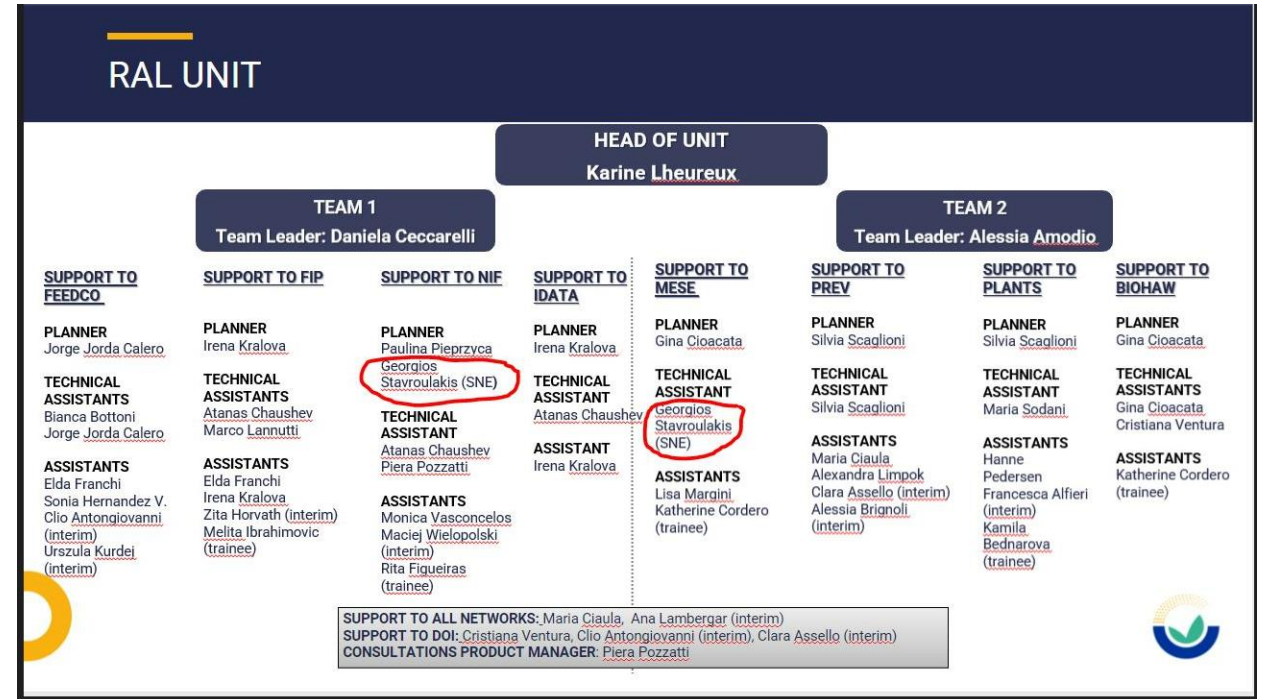 RAL UNIT
HEAD OF UNIT
Karine Lheureux
TEAM 1
Team Leader: Daniela Ceccarelli
TEAM 2
Team Leader: Alessia Amodio
SUPPORT TO
FEEDCO
PLANNER
Jorge Jorda Calero
TECHNICAL
ASSISTANTS
Bianca Bottoni
Jorge Jorda Calero
ASSISTANTS
Elda Franchi
Sonia Hernandez V.
Clio Antongiovanni
(interim)
Urszula Kurdej
(interim)
SUPPORT TO FIP
PLANNER
Irena Kralova
TECHNICAL
ASSISTANTS
Atanas Chaushev
Marco Lannutti
ASSISTANTS
Elda Franchi
Irena Kralova
Zita Horvath (interim)
Melita Ibrahimovic
(trainee)
SUPPORT TO NIF
PLANNER
Paulina Pieprzyca
Georgios
Stavroulakis (SNE)
TECHNICAL
ASSISTANT
Atanas Chaushev
Piera Pozzatti
ASSISTANTS
Monica Vasconcelos
Maciej Wielopolski
(interim)
Rita Figueiras
(trainee)
SUPPORT TO
IDATA
PLANNER
Irena Kralova
TECHNICAL
ASSISTANT
Atanas Chaushev
ASSISTANT
Irena Kralova
SUPPORT TO
MESE
PLANNER
Gina Cioacata
TECHNICAL
ASSISTANT
Georgios
Stavroulakis
(SNE)
ASSISTANTS
Lisa Margini
Katherine Cordero
(trainee)
SUPPORT TO
PREV
PLANNER
Silvia Scaglioni
TECHNICAL
ASSISTANT
Silvia Scaglioni
ASSISTANTS
Maria Ciaula
Alexandra Limpok
Clara Assello (interim)
Alessia Brignoli
(interim)
SUPPORT TO
PLANTS
PLANNER
Silvia Scaglioni
TECHNICAL
ASSISTANT
Maria Sodani
ASSISTANTS
Hanne
Pedersen
Francesca Alfieri
(interim)
Kamila
Bednarova
(trainee)
SUPPORT TO
BIOHAW
PLANNER
Gina Cioacata
TECHNICAL
ASSISTANTS
Gina Cioacata
Cristiana Ventura
ASSISTANTS
Katherine Cordero
(trainee)
SUPPORT TO ALL NETWORKS: Maria Ciaula, Ana Lambergar (interim)
SUPPORT TO DOI: Cristiana Ventura, Clio Antongiovanni (interim), Clara Assello (interim)
CONSULTATIONS PRODUCT MANAGER: Piera Pozzatti